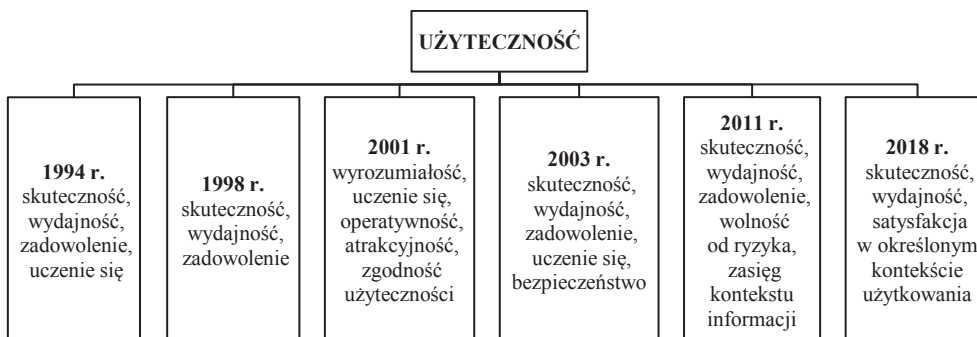 UŻYTECZNOŚĆ
1994 r.
skuteczność,
wydajność,
zadowolenie,
uczenie się
1998 r.
skuteczność,
wydajność,
zadowolenie
2001 r.
wyrozumiałość,
uczenie się,
operatywność,
atrakcyjność,
zgodność
użyteczności
2003 r.
skuteczność,
wydajność,
zadowolenie,
uczenie się,
bezpieczeństwo
2011 r.
skuteczność,
wydajność,
zadowolenie,
wolność
od ryzyka,
zasięg
kontekstu
informacji
2018 r.
skuteczność,
wydajność,
satysfakcja
w określonym
kontekście
użytkowania